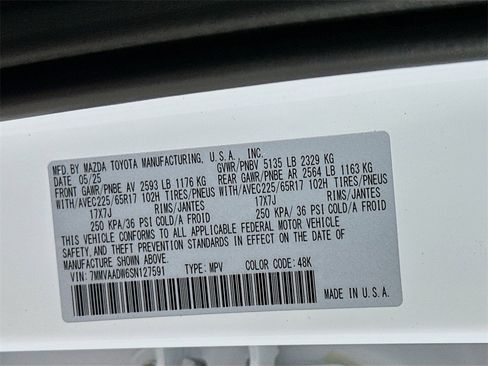 MFD BY MAZDA TOYOTA MANUFACTURING, U.S.A. INC.
DATE 05/25 GVWR/PNBV 5135 LB 2329 KG
FRONT GAWR/PNBE AV 2593 LB 1176 KG REAR GAWR/PNBE AR 2564 LB 1163 KG
WITH/AVEC225/65R17 102H TIRES/PNEUS WITH/AVEC225/65R17 102H TIRES/PNEUS
17X7J RIMS/JANTES 17X7J RIMS/JANTES
250 KPA/36 PSI COLD/A FROID 250 KPA/36 PSI COLD/A FROID
THIS VEHICLE CONFORMS TO ALL APPLICABLE FEDERAL MOTOR VEHICLE
SAFETY, AND THEFT PREVENTION STANDARDS IN EFFECT ON THE DATE OF
MANUFACTURE SHOWN ABOVE.
VIN: 7MMVAADW6SN127591 TYPE: MPV COLOR CODE: 48K
MADE IN U.S.A.